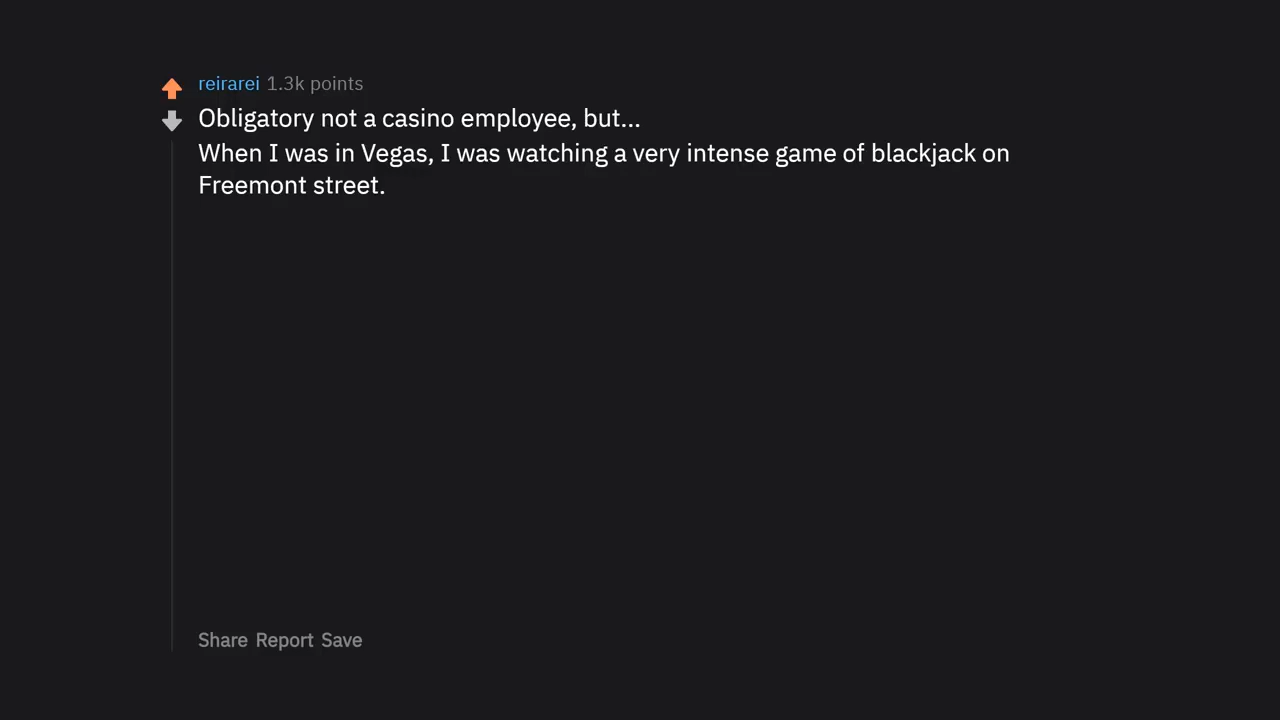 reirarei 1.3k points
Obligatory not a casino employee, but...
When I was in Vegas, I was watching a very intense game of blackjack on
Freemont street.
Share Report Save